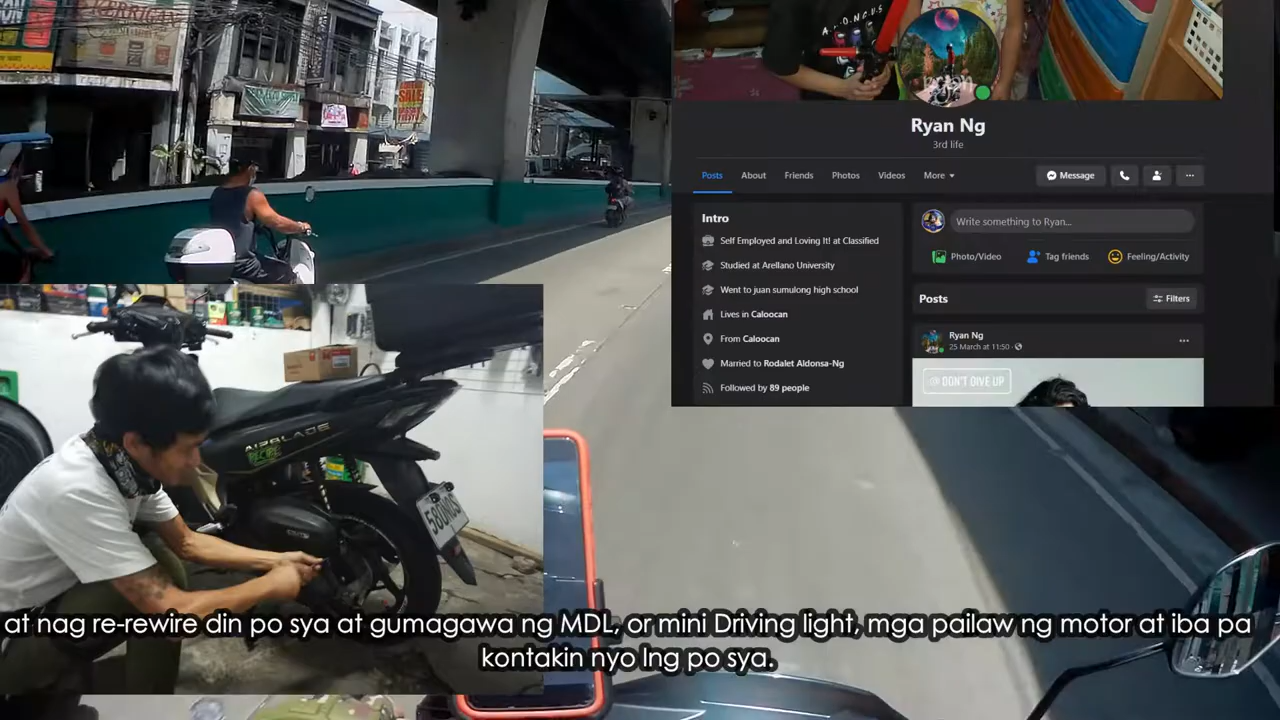 KERRIGAN
SALE
A I N G U S
Ryan Ng
3rd life
Posts
About
Friends
Photos
Videos
More
Message
Intro
Self Employed and Loving It! at Classified
Studied at Arellano University
Went to juan sumulong high school
Lives in Caloocan
From Caloocan
Married to Rodalet Aldonsa-Ng
Followed by 89 people
Write something to Ryan...
Photo/Video
Tag friends
Feeling/Activity
Posts
Filters
Ryan Ng
25 March at 11:50
DON'T DIVE UP
AIRBLADE
at nag re-rewire din po sya at gumagawa ng MDL, or mini Driving light, mga pailaw ng motor at iba pa
kontakin nyo lng po sya.